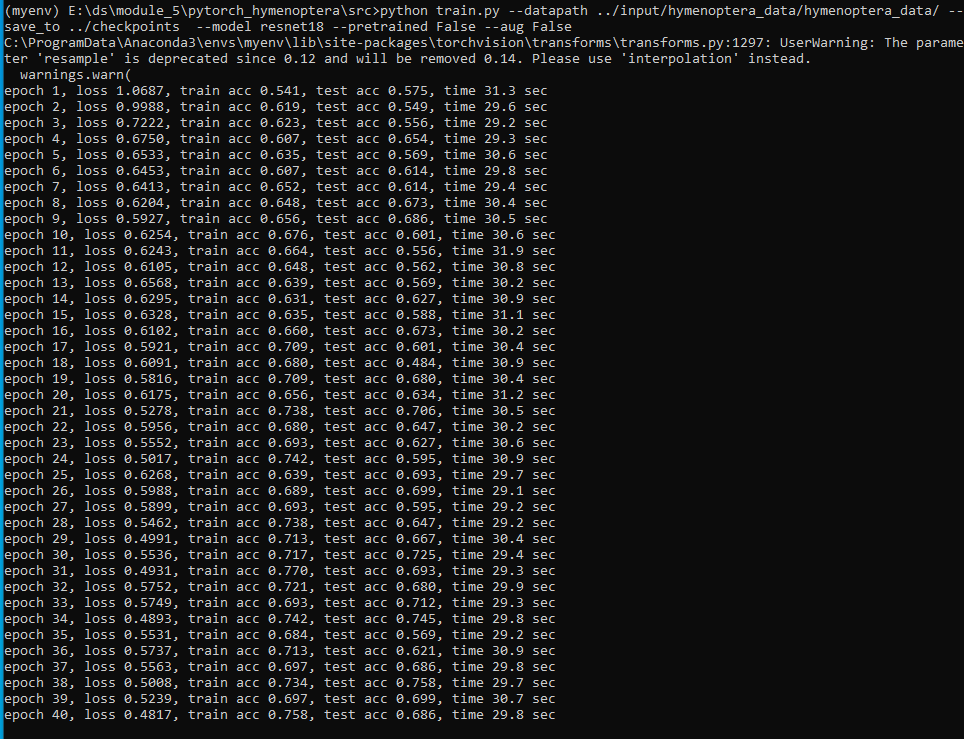 (myenv) E:\ds\module_5\pytorch_hymenoptera\src>python train.py --datapath ../input/hymenoptera_data/hymenoptera_data/ --
save_to ../checkpoints  --model resnet18 --pretrained False --aug False
C:\ProgramData\Anaconda3\envs\myenv\lib\site-packages\torchvision\transforms\transforms.py:1297: UserWarning: The parame
ter 'resample' is deprecated since 0.12 and will be removed 0.14. Please use 'interpolation' instead.
  warnings.warn(
epoch 1, loss 1.0687, train acc 0.541, test acc 0.575, time 31.3 sec
epoch 2, loss 0.9988, train acc 0.619, test acc 0.549, time 29.6 sec
epoch 3, loss 0.7222, train acc 0.623, test acc 0.556, time 29.2 sec
epoch 4, loss 0.6750, train acc 0.607, test acc 0.654, time 29.3 sec
epoch 5, loss 0.6533, train acc 0.635, test acc 0.569, time 30.6 sec
epoch 6, loss 0.6453, train acc 0.607, test acc 0.614, time 29.8 sec
epoch 7, loss 0.6413, train acc 0.652, test acc 0.614, time 29.4 sec
epoch 8, loss 0.6204, train acc 0.648, test acc 0.673, time 30.4 sec
epoch 9, loss 0.5927, train acc 0.656, test acc 0.686, time 30.5 sec
epoch 10, loss 0.6254, train acc 0.676, test acc 0.601, time 30.6 sec
epoch 11, loss 0.6243, train acc 0.664, test acc 0.556, time 31.9 sec
epoch 12, loss 0.6105, train acc 0.648, test acc 0.562, time 30.8 sec
epoch 13, loss 0.6568, train acc 0.639, test acc 0.569, time 30.2 sec
epoch 14, loss 0.6295, train acc 0.631, test acc 0.627, time 30.9 sec
epoch 15, loss 0.6328, train acc 0.635, test acc 0.588, time 31.1 sec
epoch 16, loss 0.6102, train acc 0.660, test acc 0.673, time 30.2 sec
epoch 17, loss 0.5921, train acc 0.709, test acc 0.601, time 30.4 sec
epoch 18, loss 0.6091, train acc 0.680, test acc 0.484, time 30.9 sec
epoch 19, loss 0.5816, train acc 0.709, test acc 0.680, time 30.4 sec
epoch 20, loss 0.6175, train acc 0.656, test acc 0.634, time 31.2 sec
epoch 21, loss 0.5278, train acc 0.738, test acc 0.706, time 30.5 sec
epoch 22, loss 0.5956, train acc 0.680, test acc 0.647, time 30.2 sec
epoch 23, loss 0.5552, train acc 0.693, test acc 0.627, time 30.6 sec
epoch 24, loss 0.5017, train acc 0.742, test acc 0.595, time 30.9 sec
epoch 25, loss 0.6268, train acc 0.639, test acc 0.693, time 29.7 sec
epoch 26, loss 0.5988, train acc 0.689, test acc 0.699, time 29.1 sec
epoch 27, loss 0.5899, train acc 0.693, test acc 0.595, time 29.2 sec
epoch 28, loss 0.5462, train acc 0.738, test acc 0.647, time 29.2 sec
epoch 29, loss 0.4991, train acc 0.713, test acc 0.667, time 30.4 sec
epoch 30, loss 0.5536, train acc 0.717, test acc 0.725, time 29.4 sec
epoch 31, loss 0.4931, train acc 0.770, test acc 0.693, time 29.3 sec
epoch 32, loss 0.5752, train acc 0.721, test acc 0.680, time 29.9 sec
epoch 33, loss 0.5749, train acc 0.693, test acc 0.712, time 29.3 sec
epoch 34, loss 0.4893, train acc 0.742, test acc 0.745, time 29.8 sec
epoch 35, loss 0.5531, train acc 0.684, test acc 0.569, time 29.2 sec
epoch 36, loss 0.5737, train acc 0.713, test acc 0.621, time 30.9 sec
epoch 37, loss 0.5563, train acc 0.697, test acc 0.686, time 29.8 sec
epoch 38, loss 0.5008, train acc 0.734, test acc 0.758, time 29.7 sec
epoch 39, loss 0.5239, train acc 0.697, test acc 0.699, time 30.7 sec
epoch 40, loss 0.4817, train acc 0.758, test acc 0.686, time 29.8 sec